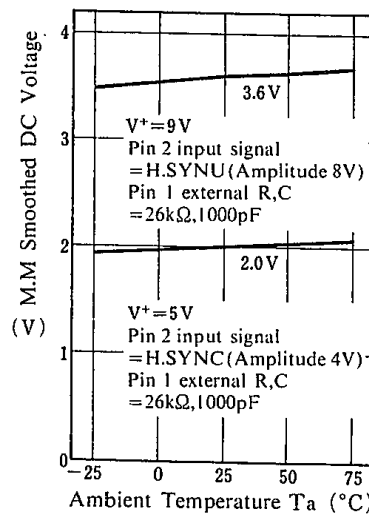 4
3.6V
3
V+=9V
Pin 2 input signal
=H.SYNU(Amplitude 8V)
Pin 1 external R,C
=26kΩ,1000pF
2
2.0V
V+=5V
Pin 2 input signal
=H.SYNC(Amplitude 4V)
Pin 1 external R,C
=26kΩ,1000pF
1
0
M.M Smoothed DC Voltage
(V)
-25 0 25 50 75
Ambient Temperature Ta (°C)